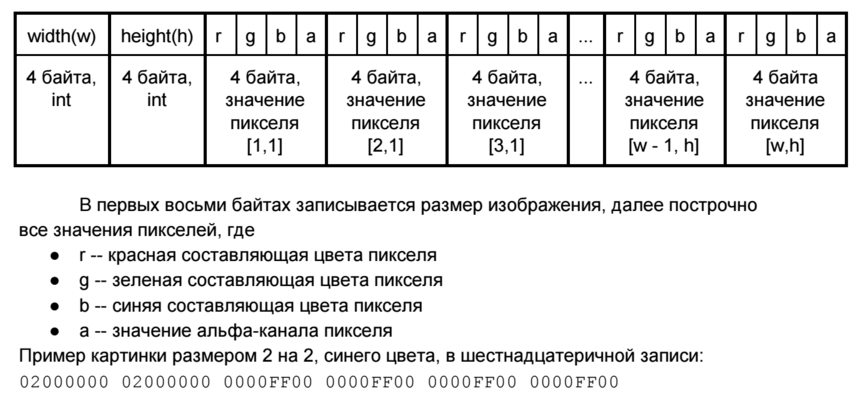 width(w) height(h) r g b a r g b a r g b a ... r g b a r g b a
4 байта, int 4 байта, int 4 байта, значение пикселя [1,1] 4 байта, значение пикселя [2,1] 4 байта, значение пикселя [3,1] ... 4 байта, значение пикселя [w - 1, h] 4 байта значение пикселя [w,h]
В первых восьми байтах записывается размер изображения, далее построчно
все значения пикселей, где
● r -- красная составляющая цвета пикселя
● g -- зеленая составляющая цвета пикселя
● b -- синяя составляющая цвета пикселя
● a -- значение альфа-канала пикселя
Пример картинки размером 2 на 2, синего цвета, в шестнадцатеричной записи:
02000000 02000000 0000FF00 0000FF00 0000FF00 0000FF00